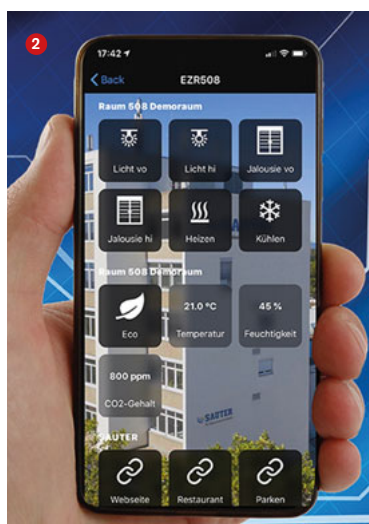 2
17:42
Back EZR508
Raum 508 Demoraum
Licht vo Licht hi Jalousie vo
Jalousie hi Heizen Kühlen
Raum 508 Demoraum
21.0 °C 45 %
Eco Temperatur Feuchtigkeit
800 ppm
CO2-Gehalt
SAUTER
SAUTER
Webseite Restaurant Parken